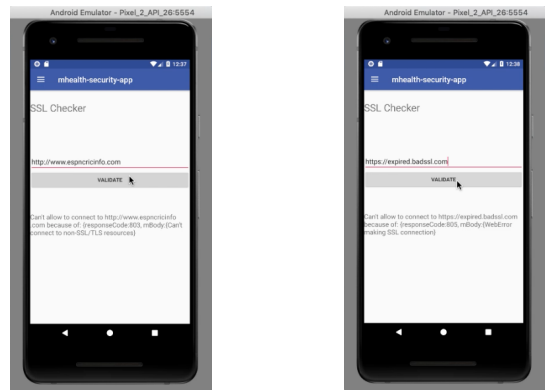 Android Emulator - Pixel_2_API_26:5554
12:37
mhealth-security-app
SSL Checker
http://www.espncricinfo.com
VALIDATE
Can't allow to connect to http://www.espncricinfo
.com because of: {responseCode:803, mBody:{Can't
connect to non-SSL/TLS resources}
Android Emulator - Pixel_2_API_26:5554
12:38
mhealth-security-app
SSL Checker
https://expired.badssl.com
VALIDATE
Can't allow to connect to https://expired.badssl.com
because of: {responseCode:805, mBody:{WebError
making SSL connection}